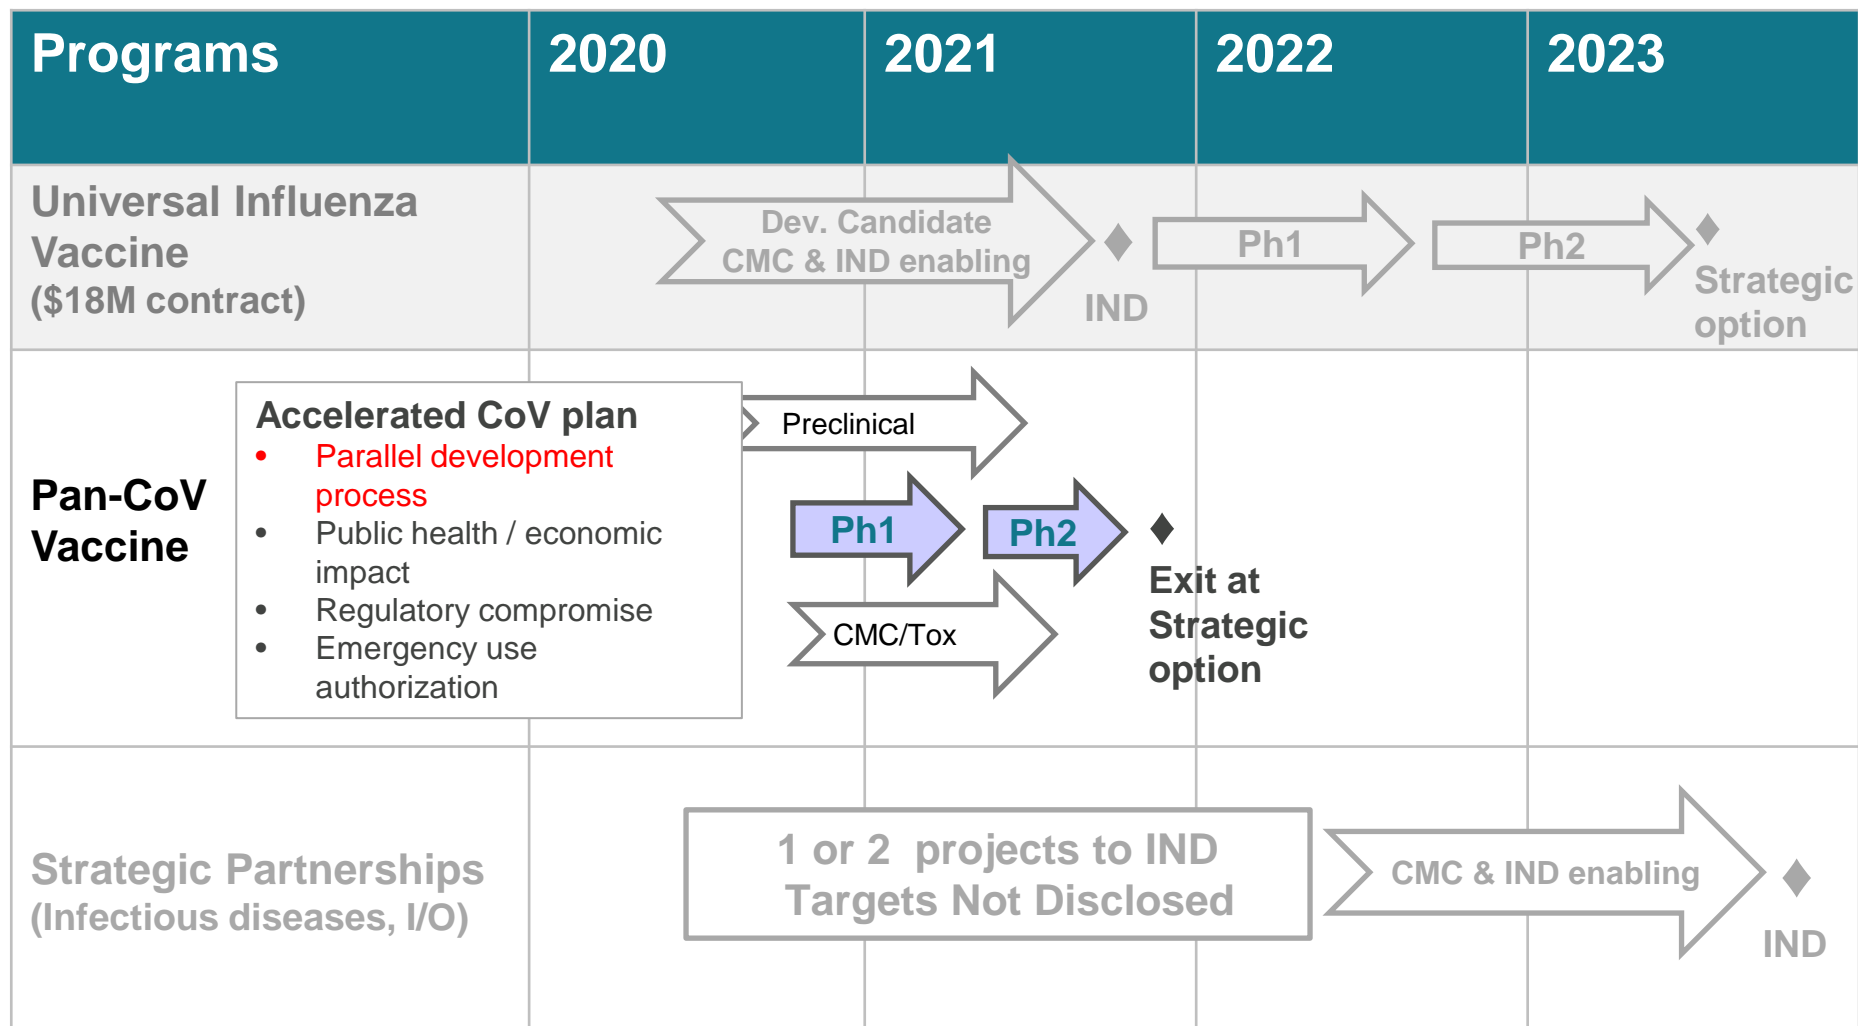 Programs
2020
2021
2022
2023
Universal Influenza
Vaccine
($18M contract)
Dev. Candidate
CMC & IND enabling
IND
Ph1
Ph2
Strategic
option
Pan-CoV
Vaccine
Accelerated CoV plan
• Parallel development
process
• Public health / economic
impact
• Regulatory compromise
• Emergency use
authorization
Preclinical
Ph1
Ph2
CMC/Tox
Exit at
Strategic
option
Strategic Partnerships
(Infectious diseases, I/O)
1 or 2 projects to IND
Targets Not Disclosed
CMC & IND enabling
IND